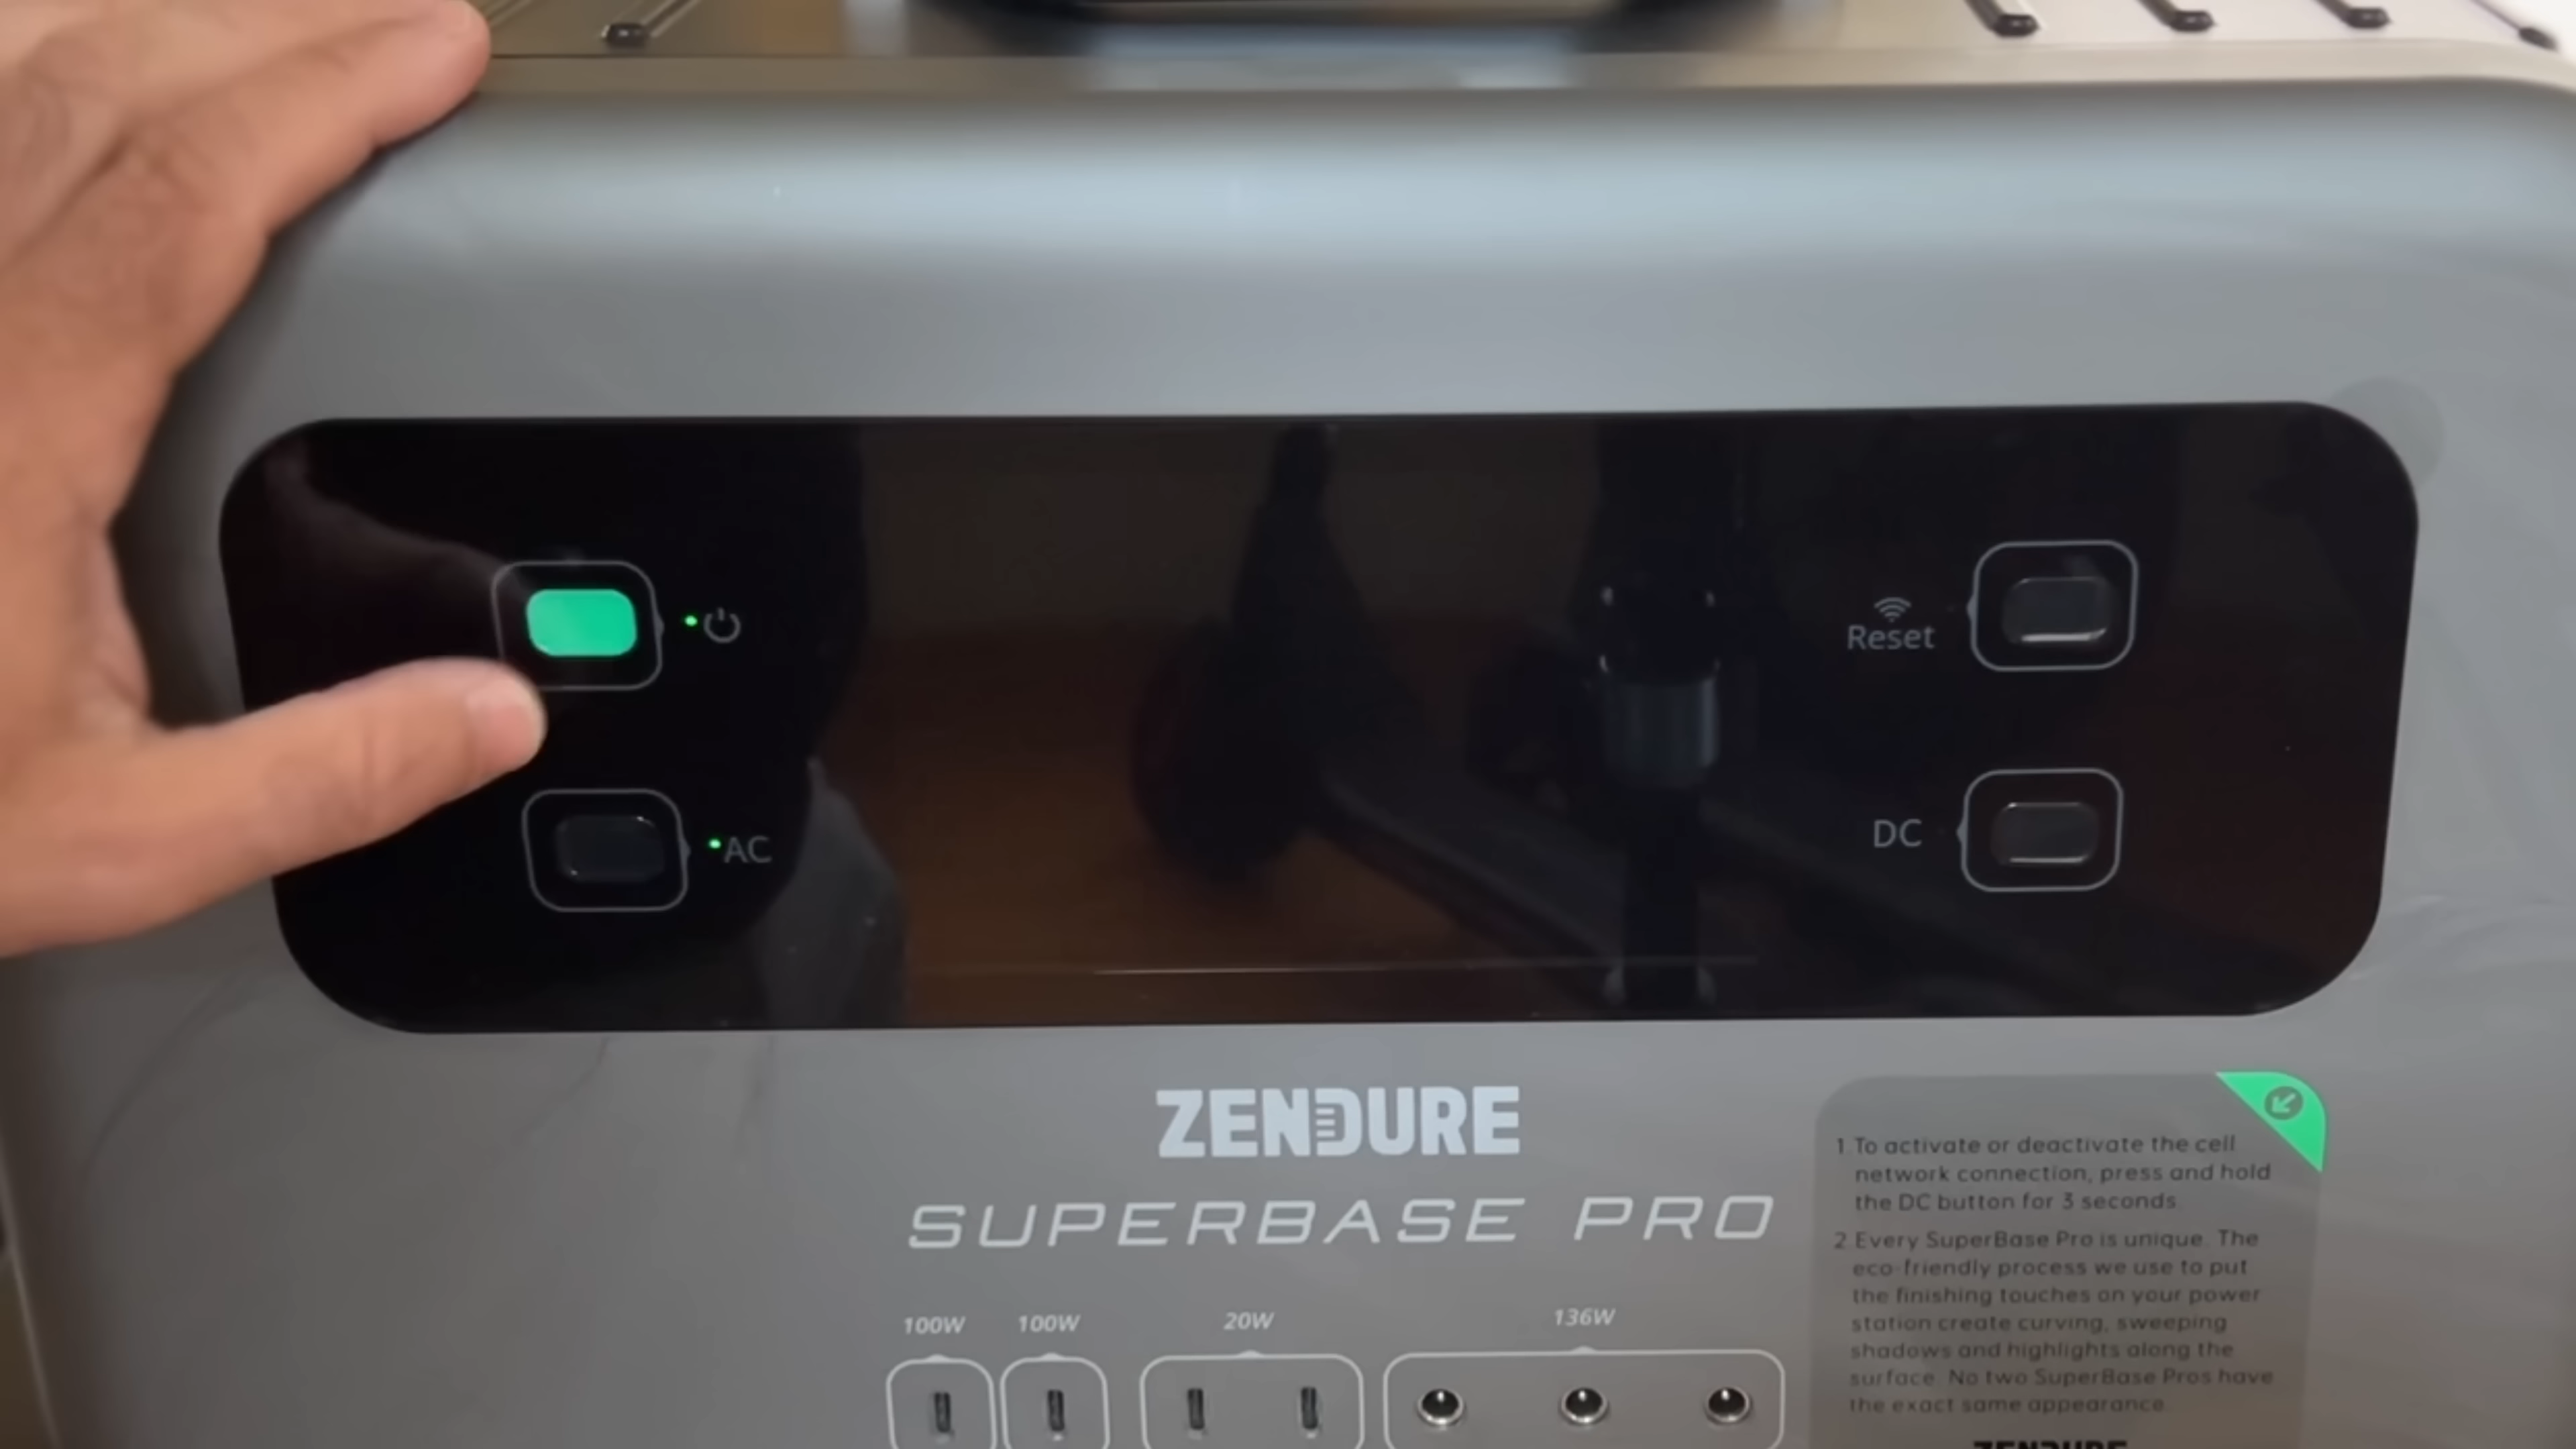 Reset
AC
DC
ZENDURE
SUPERBASE PRO
100W
100W
20W
136W
1 To activate or deactivate the cell
network connection, press and hold
the DC button for 3 seconds
2 Every SuperBase Pro is unique. The
eco-friendly process we use to put
the finishing touches on your power
station create curving, sweeping
shadows and highlights along the
surface. No two SuperBase Pros have
the exact same appearance
ZENDURE